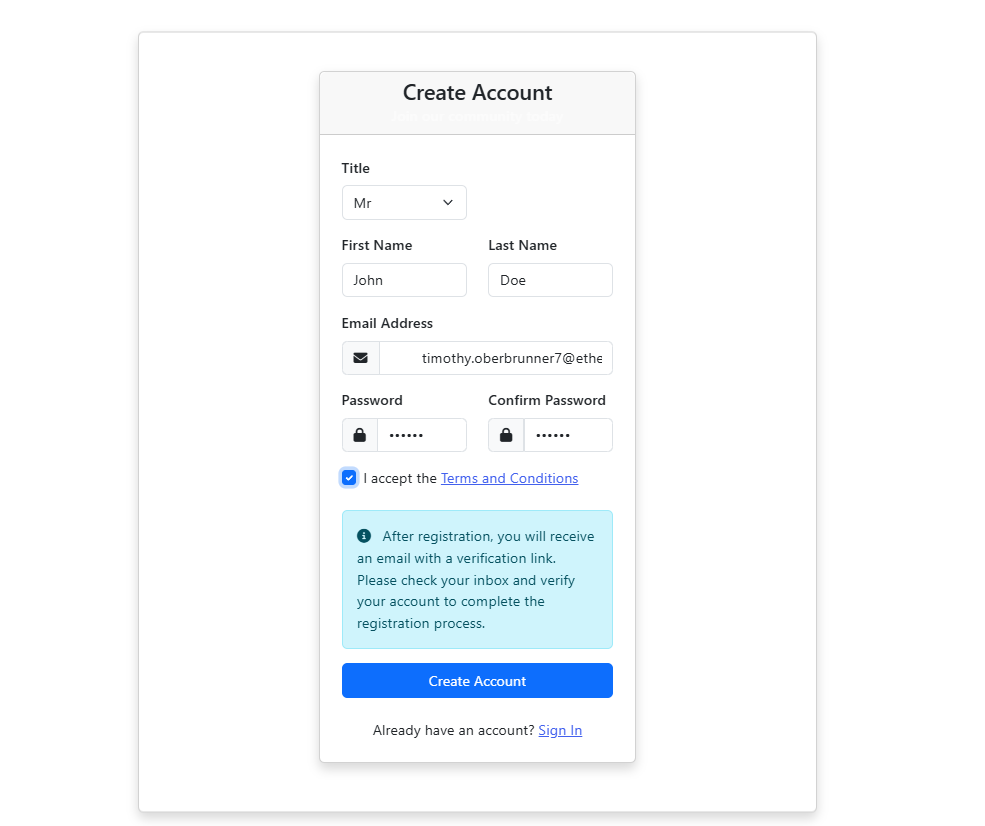 Create Account
Title
Mr
First Name Last Name
John Doe
Email Address
timothy.oberbrunner7@ethe
Password Confirm Password
•••••• ••••••
I accept the Terms and Conditions
After registration, you will receive
an email with a verification link.
Please check your inbox and verify
your account to complete the
registration process.
Create Account
Already have an account? Sign In